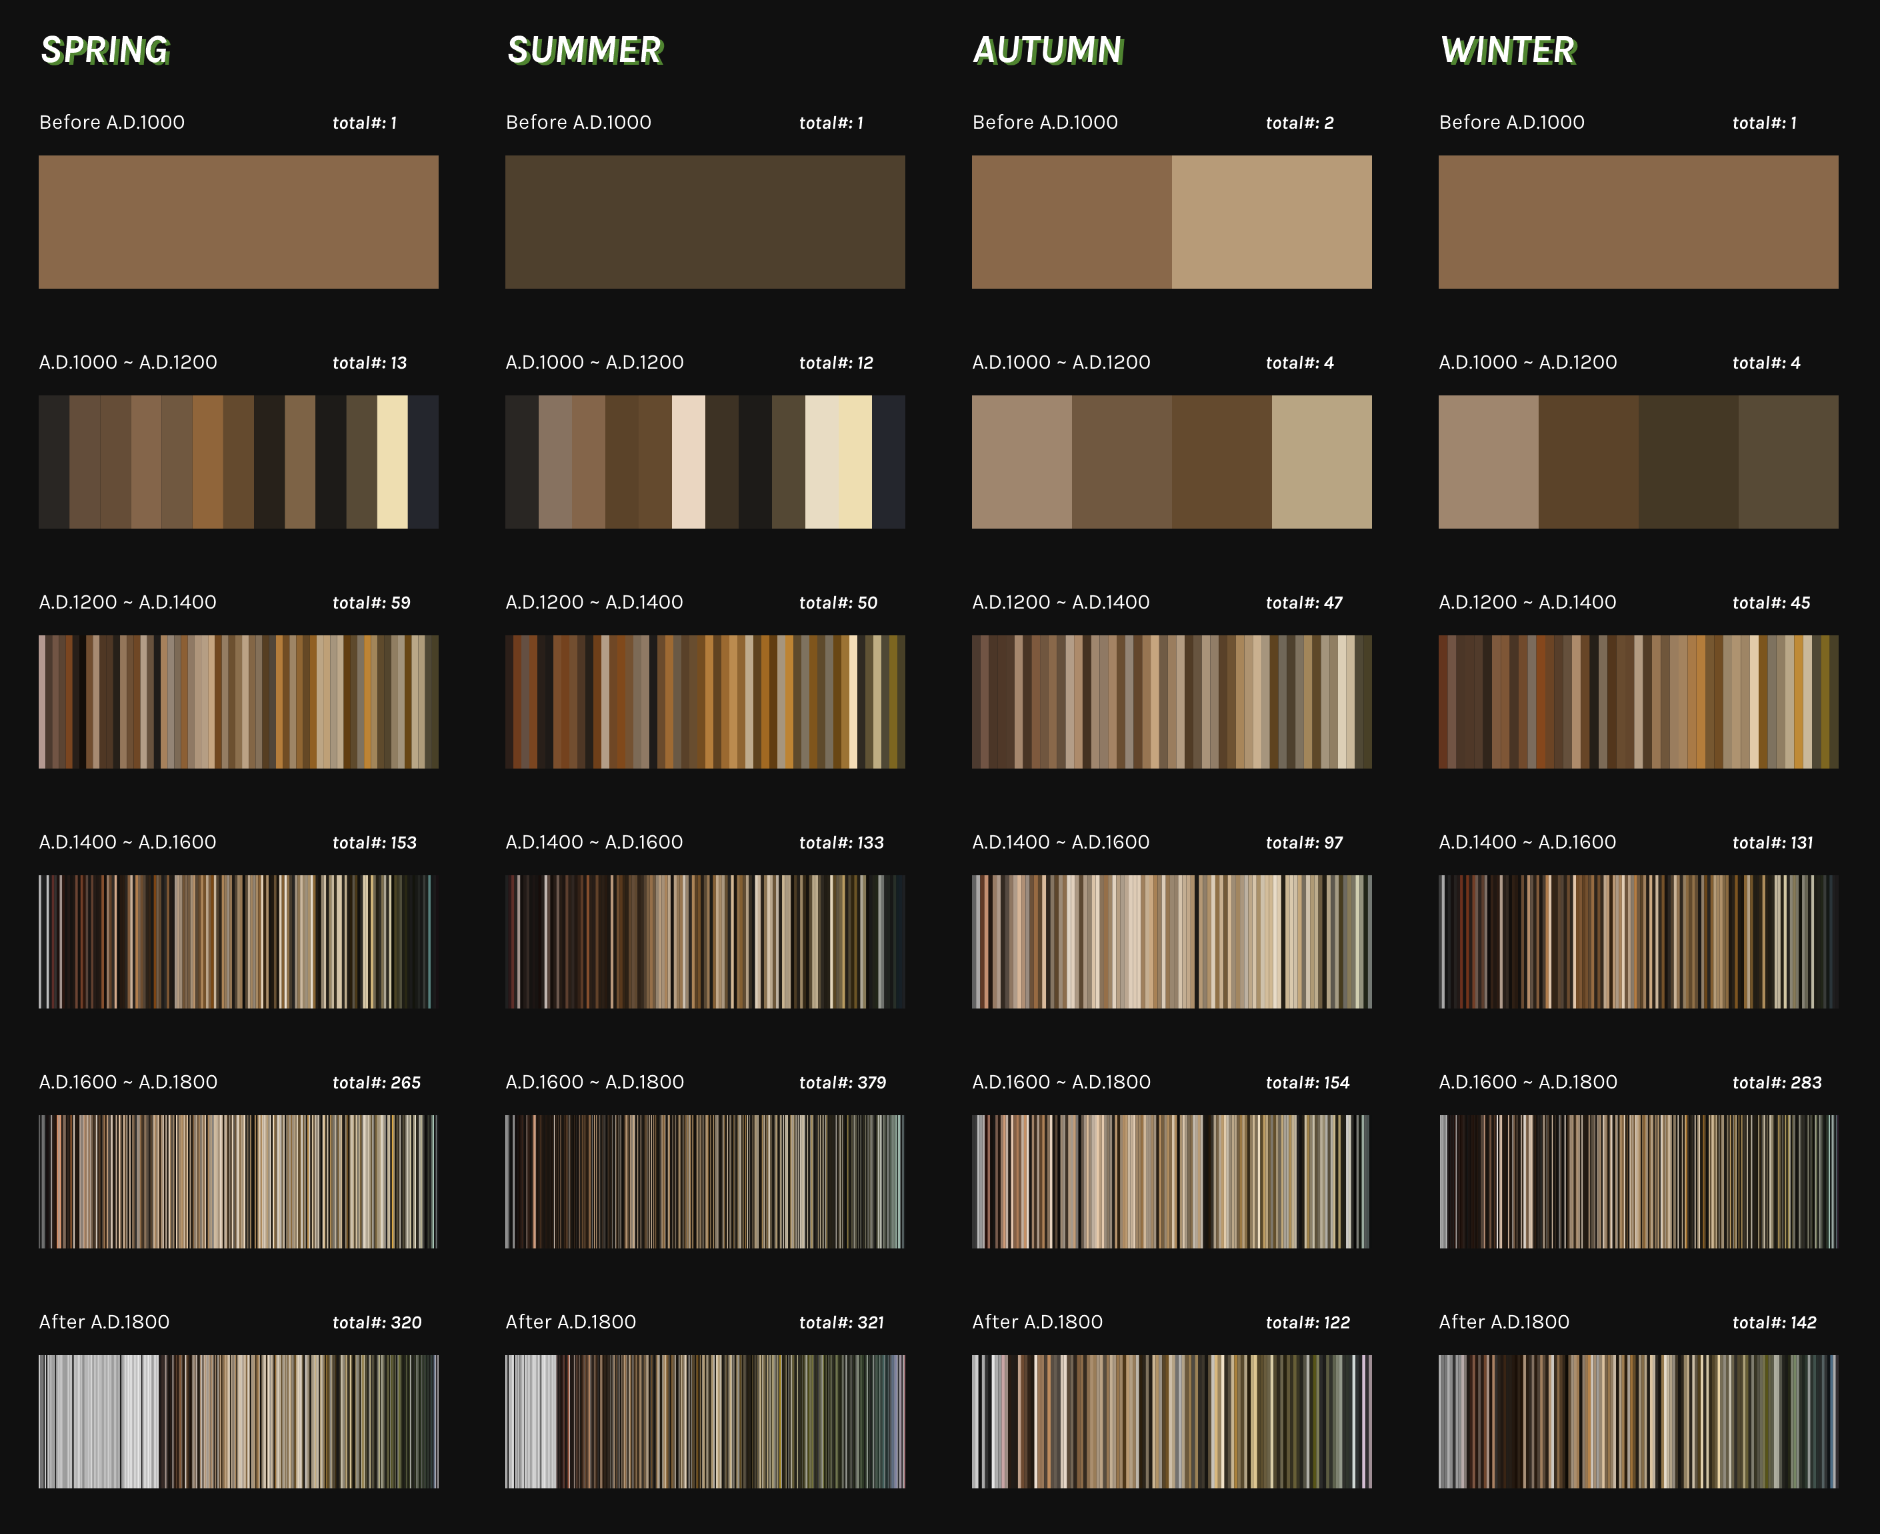 SPRING SUMMER AUTUMN WINTER
Before A.D.1000 total#: 1 Before A.D.1000 total#: 1 Before A.D.1000 total#: 2 Before A.D.1000 total#: 1
A.D.1000 ~ A.D.1200 total#: 13 A.D.1000 ~ A.D.1200 total#: 12 A.D.1000 ~ A.D.1200 total#: 4 A.D.1000 ~ A.D.1200 total#: 4
A.D.1200 ~ A.D.1400 total#: 59 A.D.1200 ~ A.D.1400 total#: 50 A.D.1200 ~ A.D.1400 total#: 47 A.D.1200 ~ A.D.1400 total#: 45
A.D.1400 ~ A.D.1600 total#: 153 A.D.1400 ~ A.D.1600 total#: 133 A.D.1400 ~ A.D.1600 total#: 97 A.D.1400 ~ A.D.1600 total#: 131
A.D.1600 ~ A.D.1800 total#: 265 A.D.1600 ~ A.D.1800 total#: 379 A.D.1600 ~ A.D.1800 total#: 154 A.D.1600 ~ A.D.1800 total#: 283
After A.D.1800 total#: 320 After A.D.1800 total#: 321 After A.D.1800 total#: 122 After A.D.1800 total#: 142